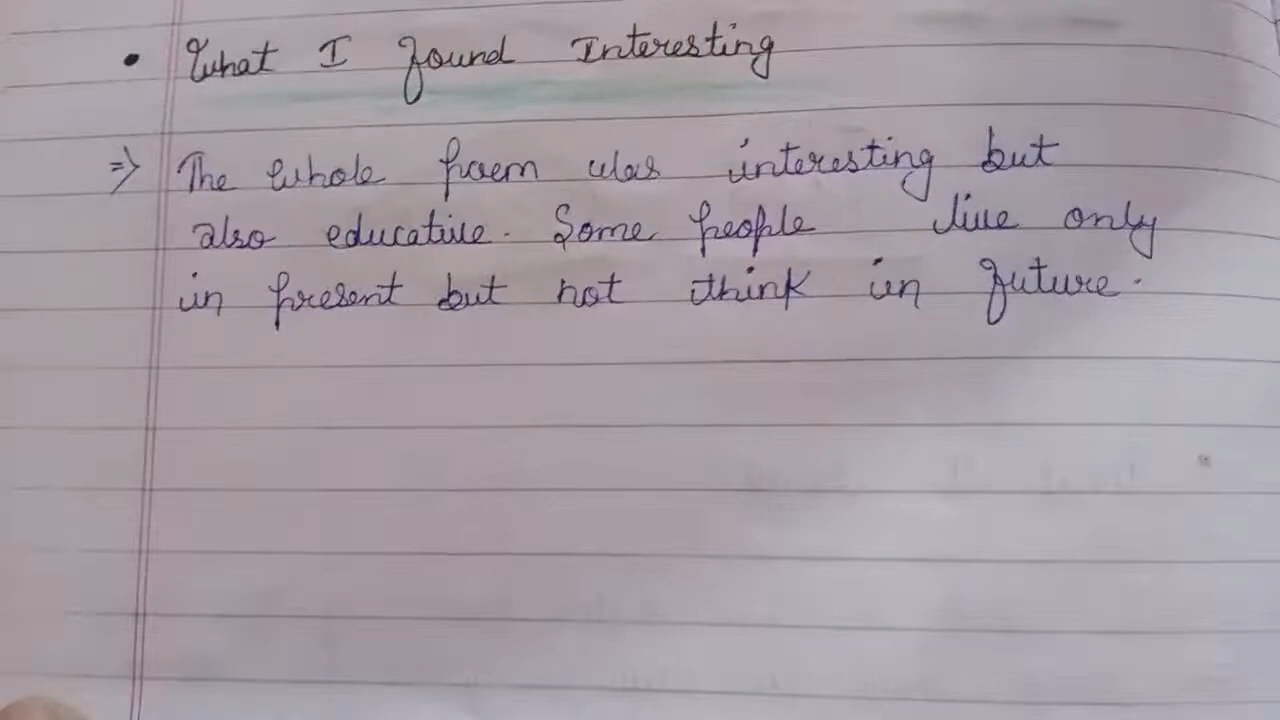 • What I found Interesting
⇒ The whole poem was interesting but
also educative. Some people live only
in present but not think in future.